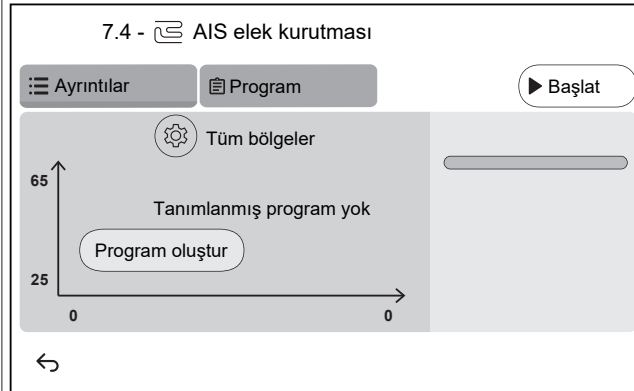 7.4 - AIS elek kurutması
Ayrıntılar
Program
Başlat
Tüm bölgeler
65
Tanımlanmış program yok
Program oluştur
25
0
0